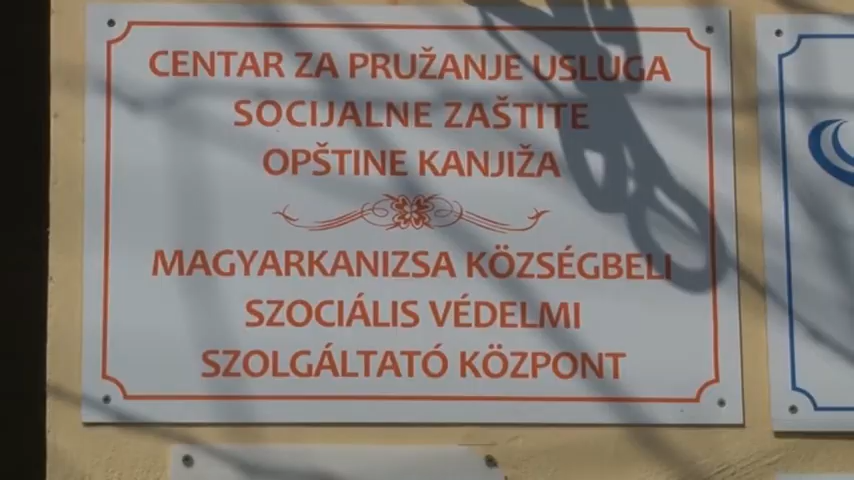 CENTAR ZA PRUŽANJE USLUGA
SOCIJALNE ZAŠTITE
OPŠTINE KANJIŽA
MAGYARKANIZSA KÖZSÉGBELI
SZOCIÁLIS VÉDELMI
SZOLGÁLTATÓ KÖZPONT